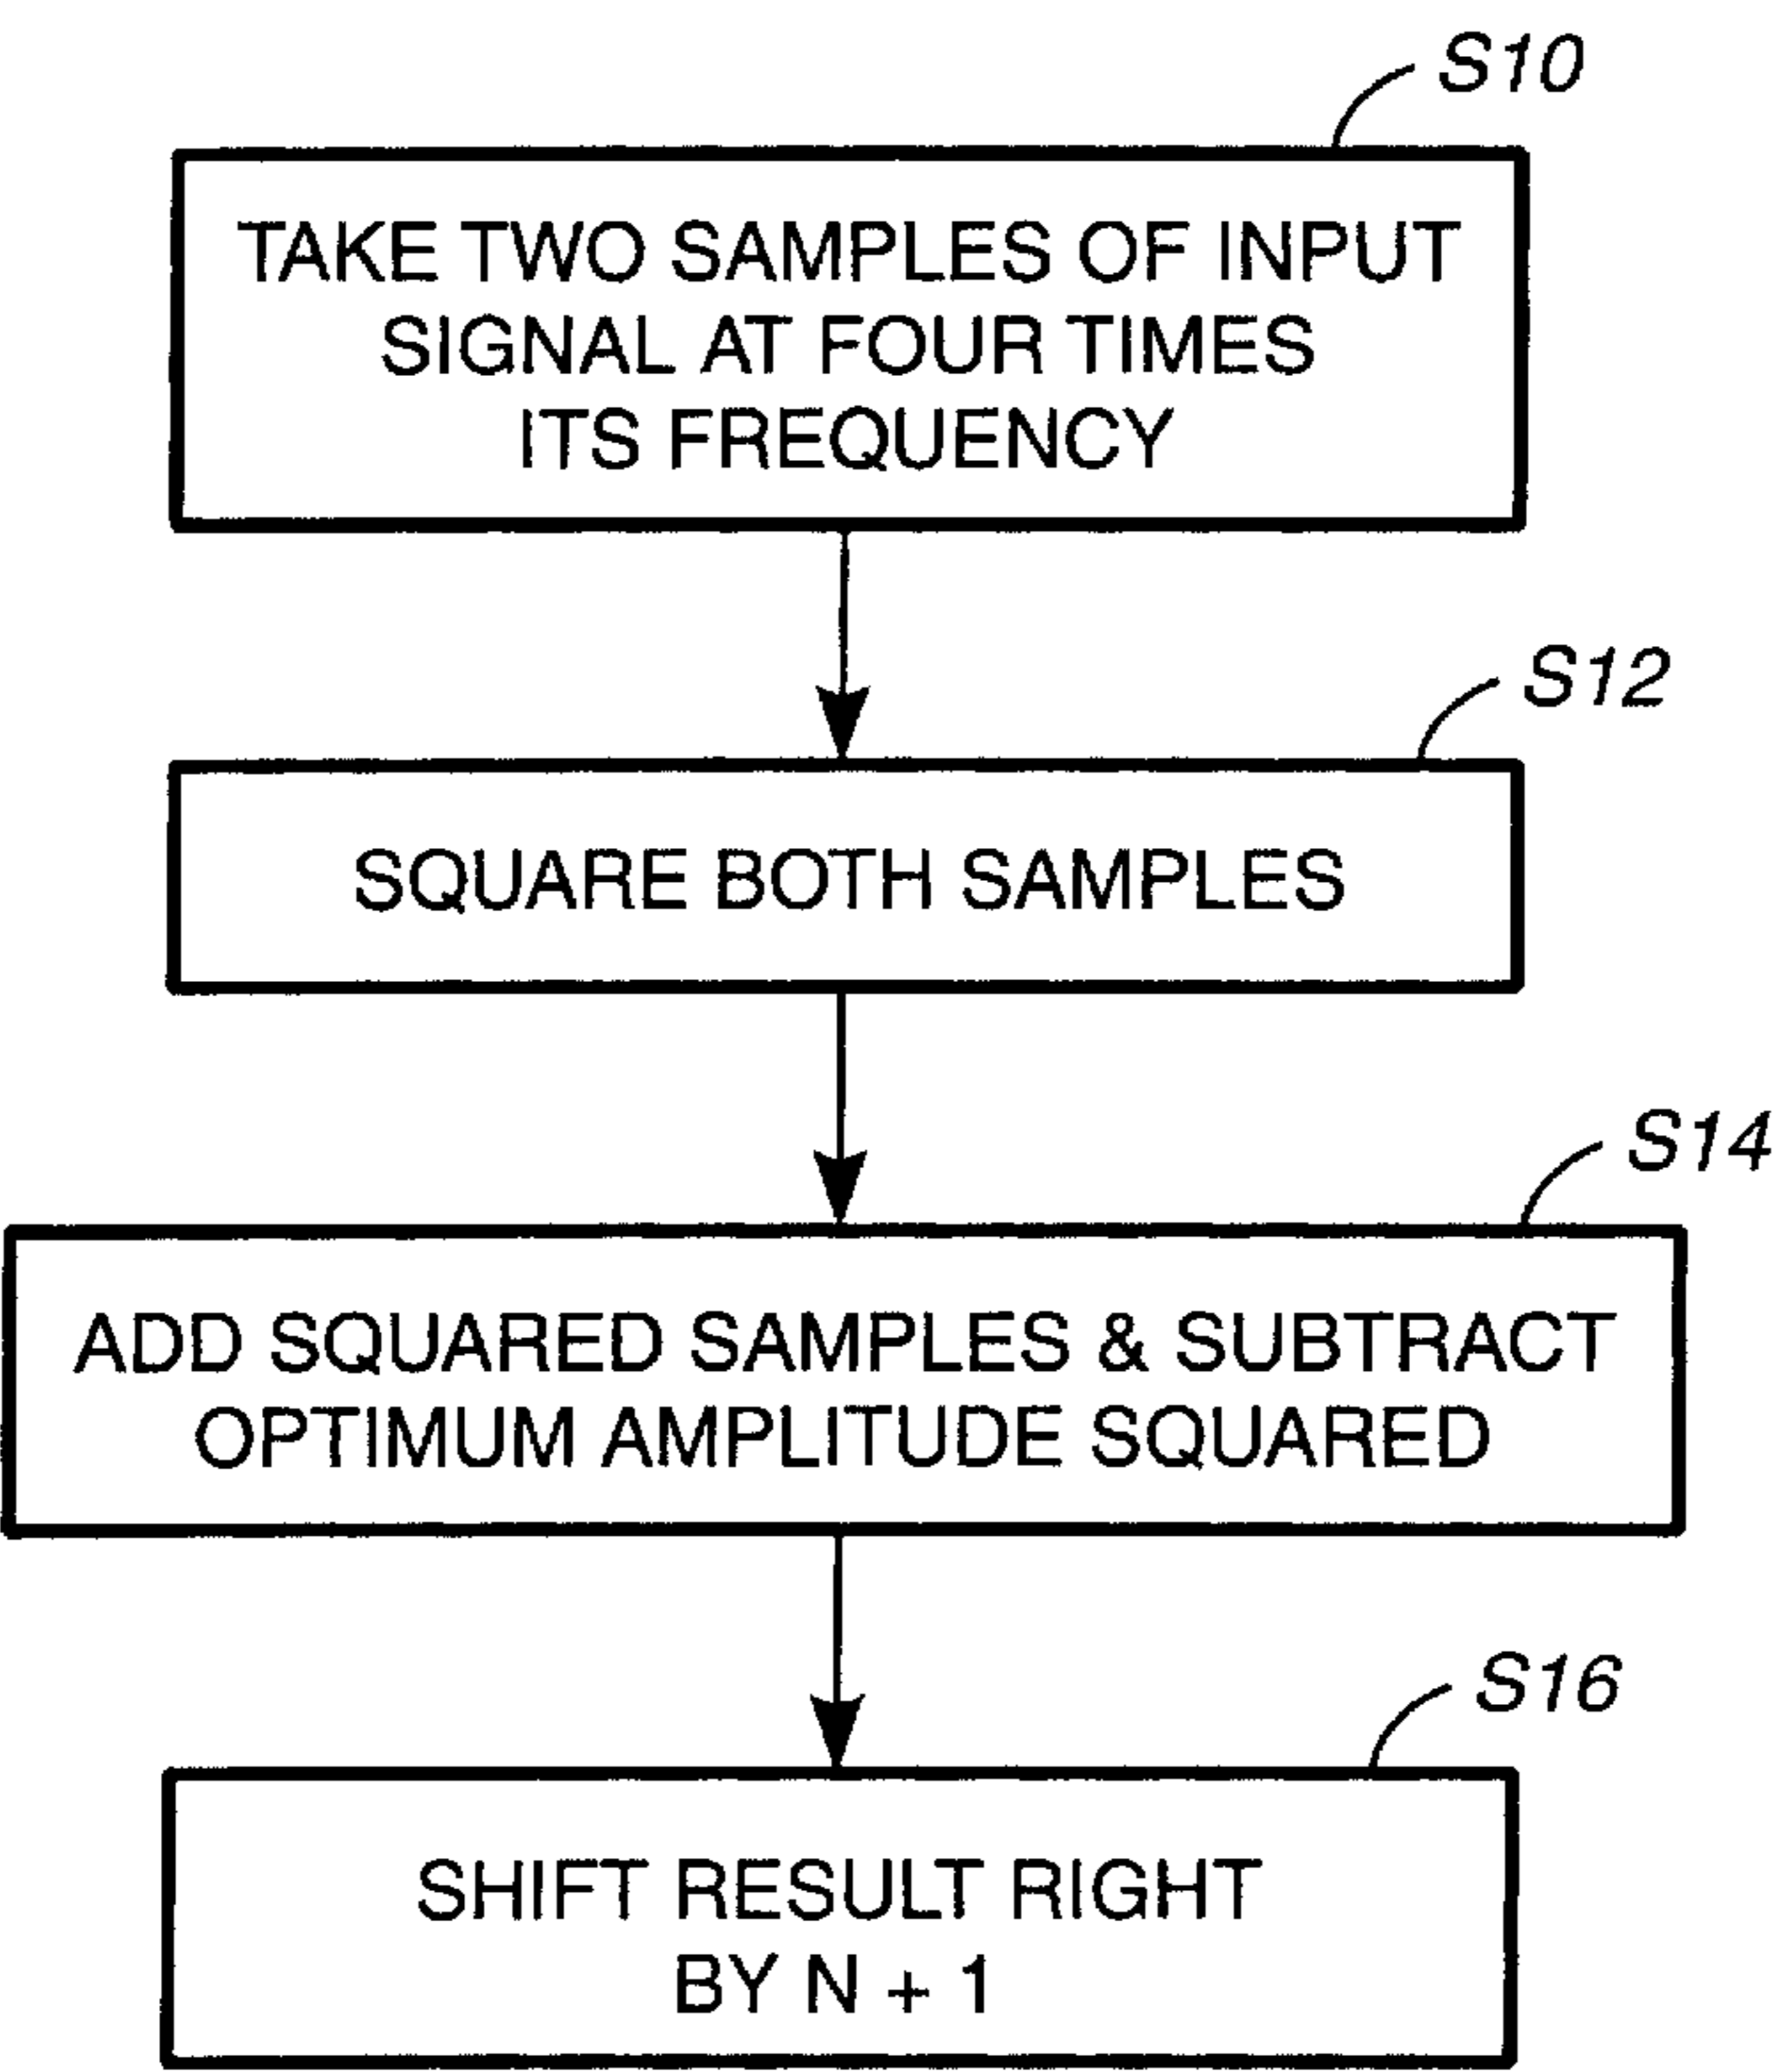 S10
TAKE TWO SAMPLES OF INPUT
SIGNAL AT FOUR TIMES
ITS FREQUENCY
S12
SQUARE BOTH SAMPLES
S14
ADD SQUARED SAMPLES & SUBTRACT
OPTIMUM AMPLITUDE SQUARED
S16
SHIFT RESULT RIGHT
BY N + 1